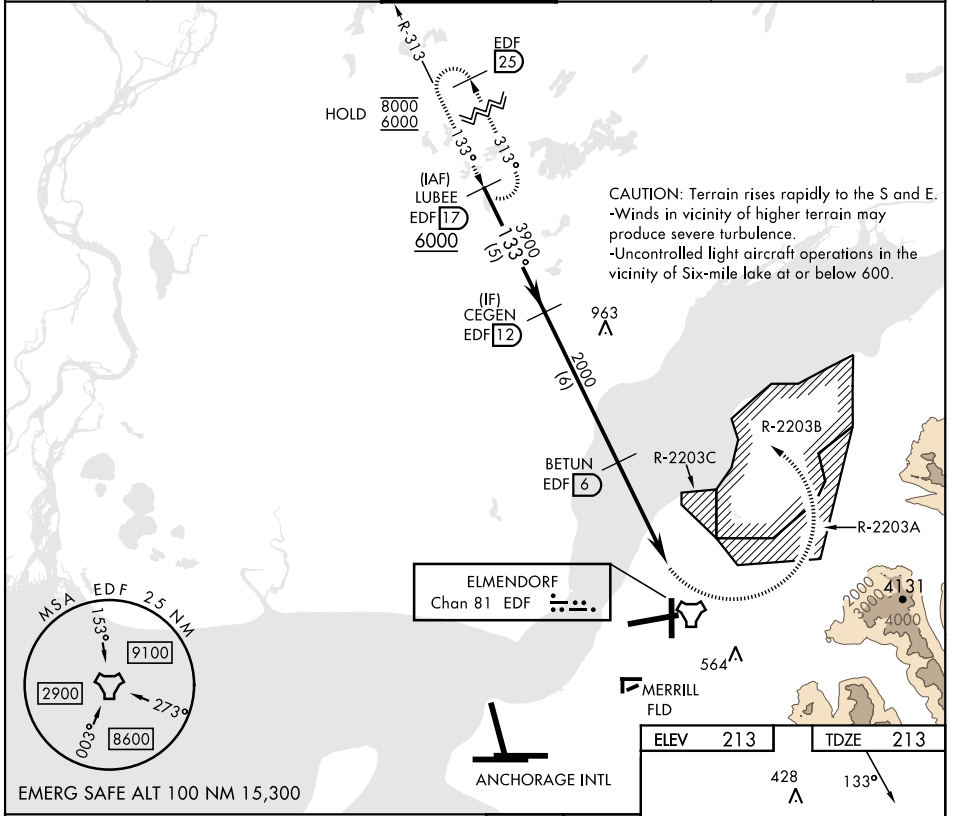 R-313
EDF
25
HOLD
8000
6000
133°
313°
(IAF)
LUBEE
EDF 17
6000
3900
133°
(5)
CAUTION: Terrain rises rapidly to the S and E.
-Winds in vicinity of higher terrain may
produce severe turbulence.
-Uncontrolled light aircraft operations in the
vicinity of Six-mile lake at or below 600.
(IF)
CEGEN
EDF 12
963
2000
(6)
R-2203B
BETUN
EDF 6
R-2203C
R-2203A
ELMENDORF
Chan 81 EDF
2000
3000
4131
4000
564
MERRILL
FLD
MSA EDF 25 NM
153°
9100
2900
273°
003°
8600
ANCHORAGE INTL
ELEV 213
TDZE 213
428
133°
EMERG SAFE ALT 100 NM 15,300